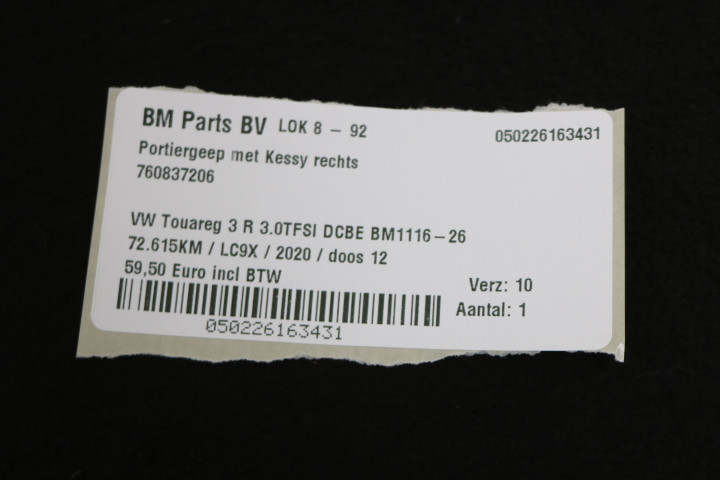 BM Parts BV LOK 8 - 92
050226163431
Portiergeep met Kessy rechts
760837206
VW Touareg 3 R 3.0TFSI DCBE BM1116-26
72.615KM / LC9X / 2020 / doos 12
59,50 Euro incl BTW
Verz: 10
Aantal: 1
050226163431